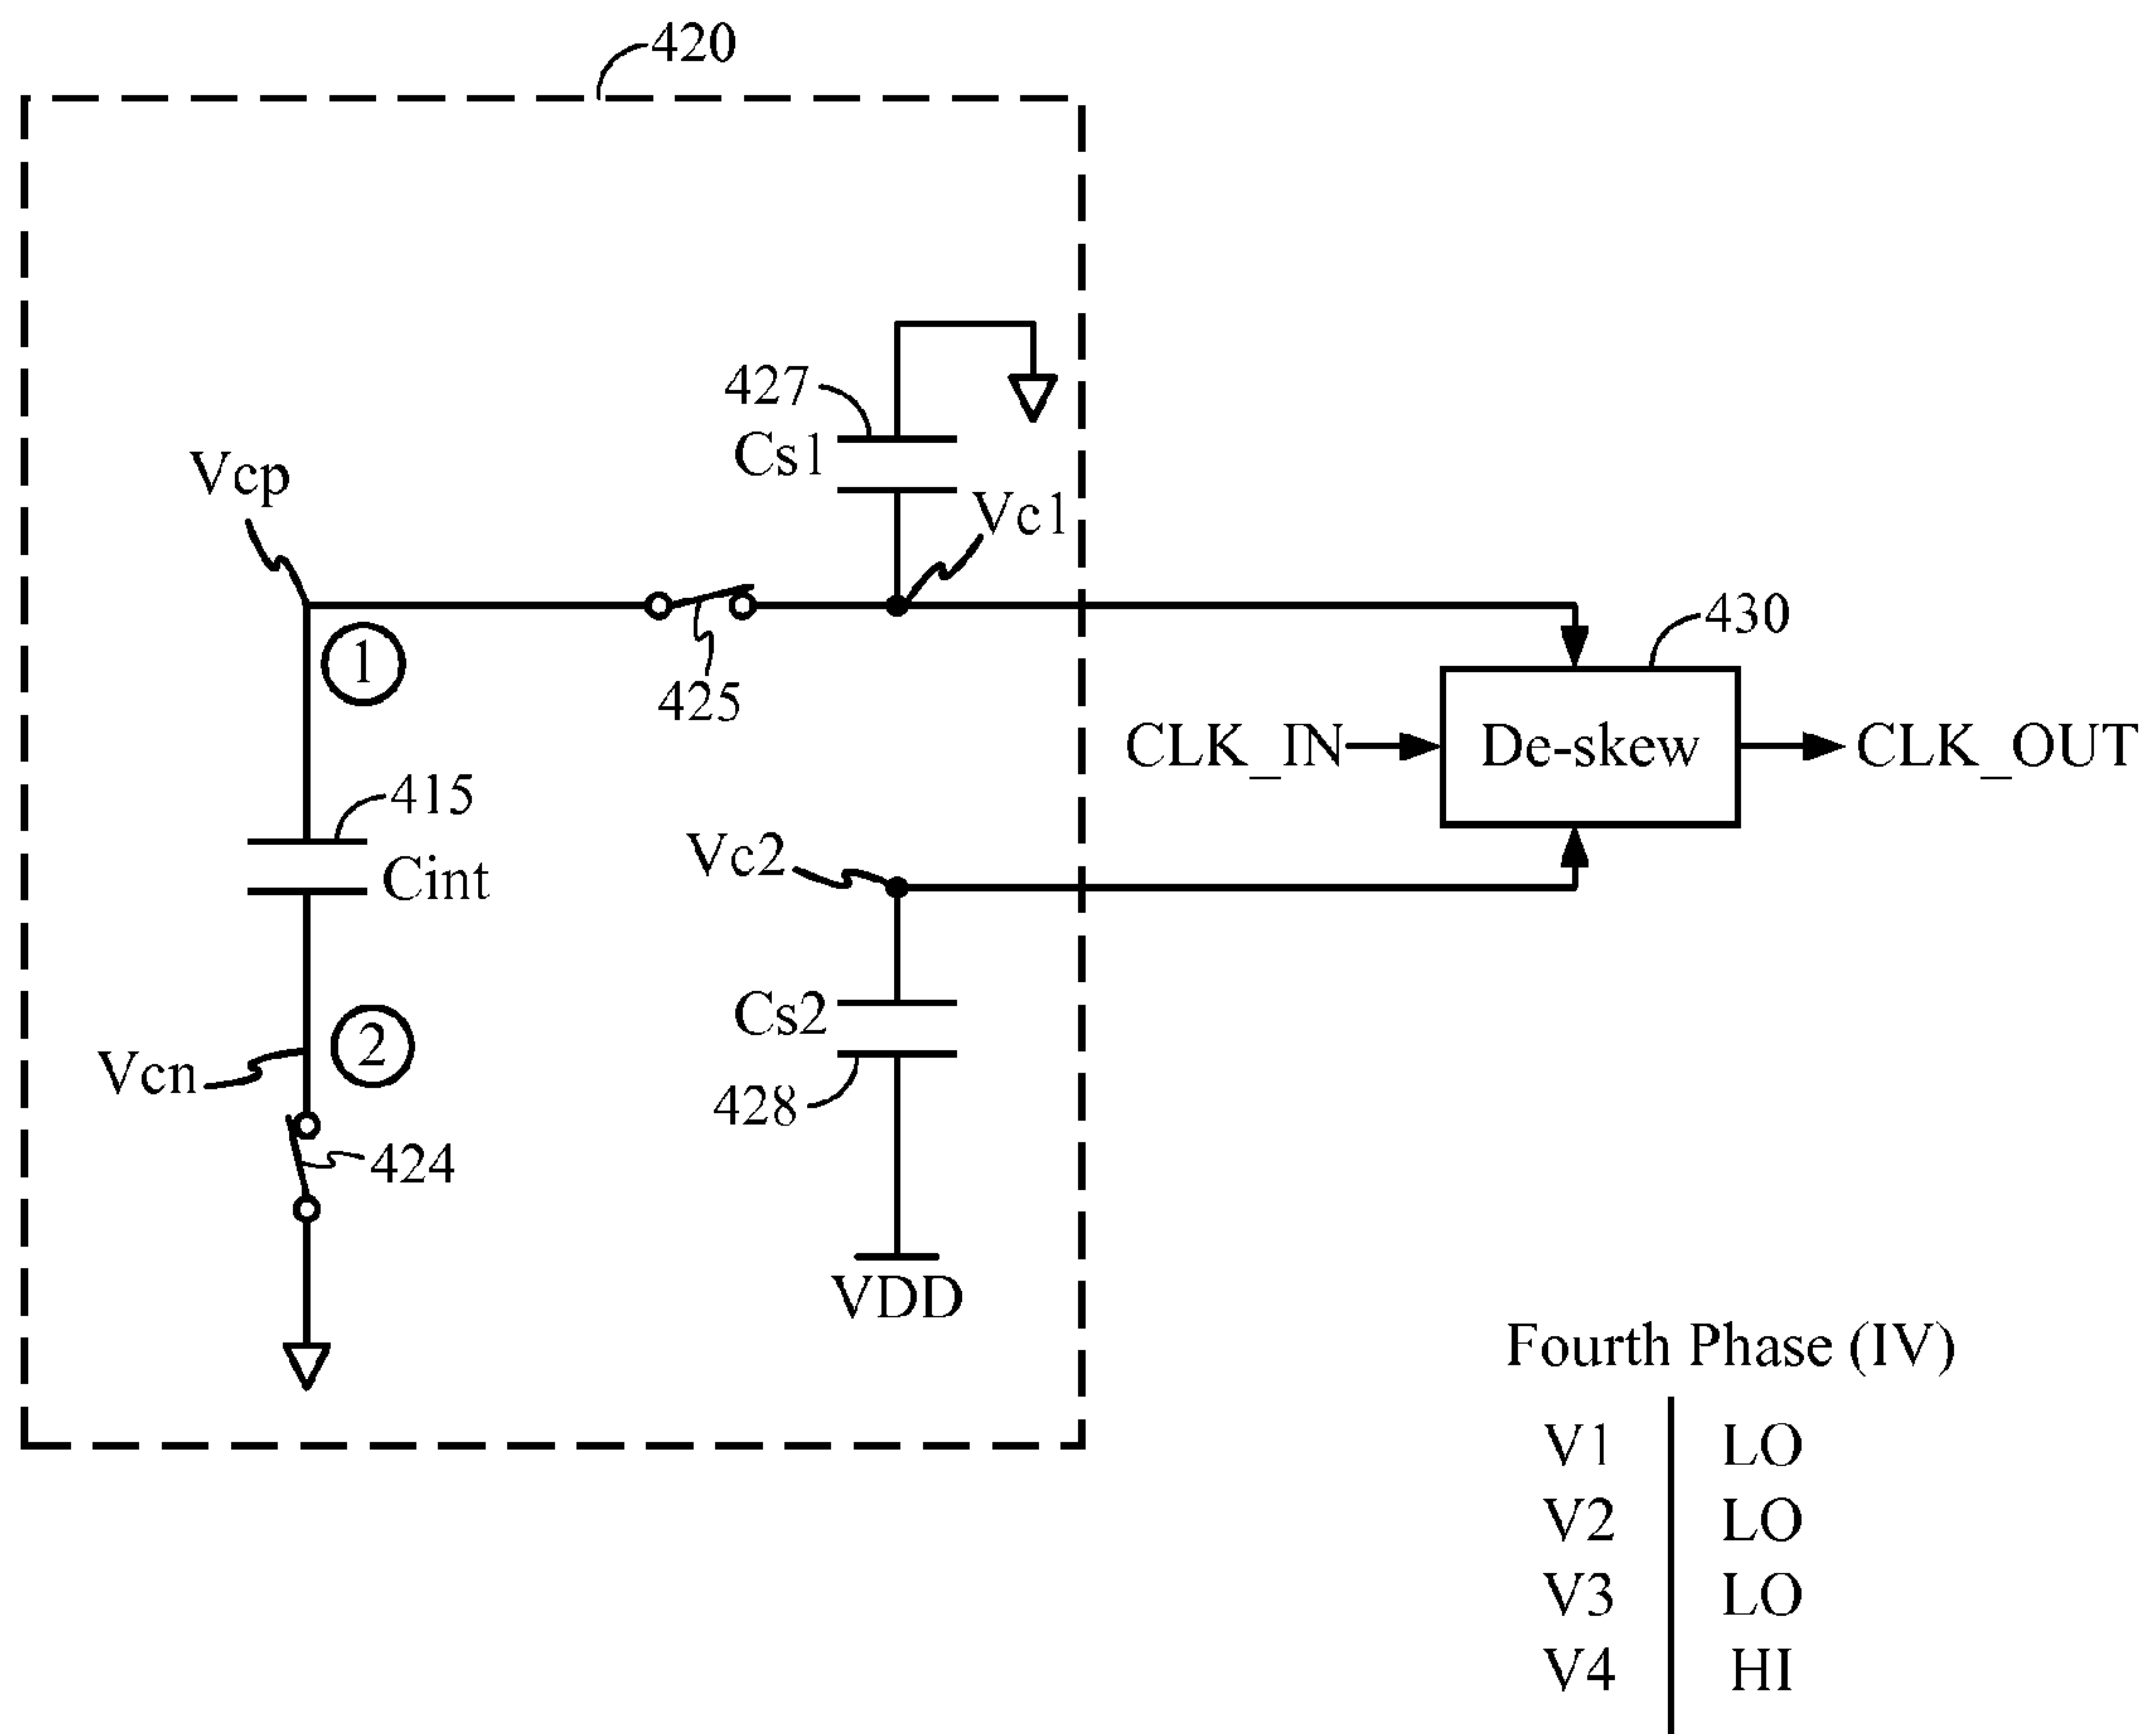 420
427
Cs1
Vcp
Vc1
1
425
430
CLK_IN
De-skew
CLK_OUT
415
Cint
Vc2
Cs2
2
Vcn
428
424
VDD
Fourth Phase (IV)
V1 LO
V2 LO
V3 LO
V4 HI